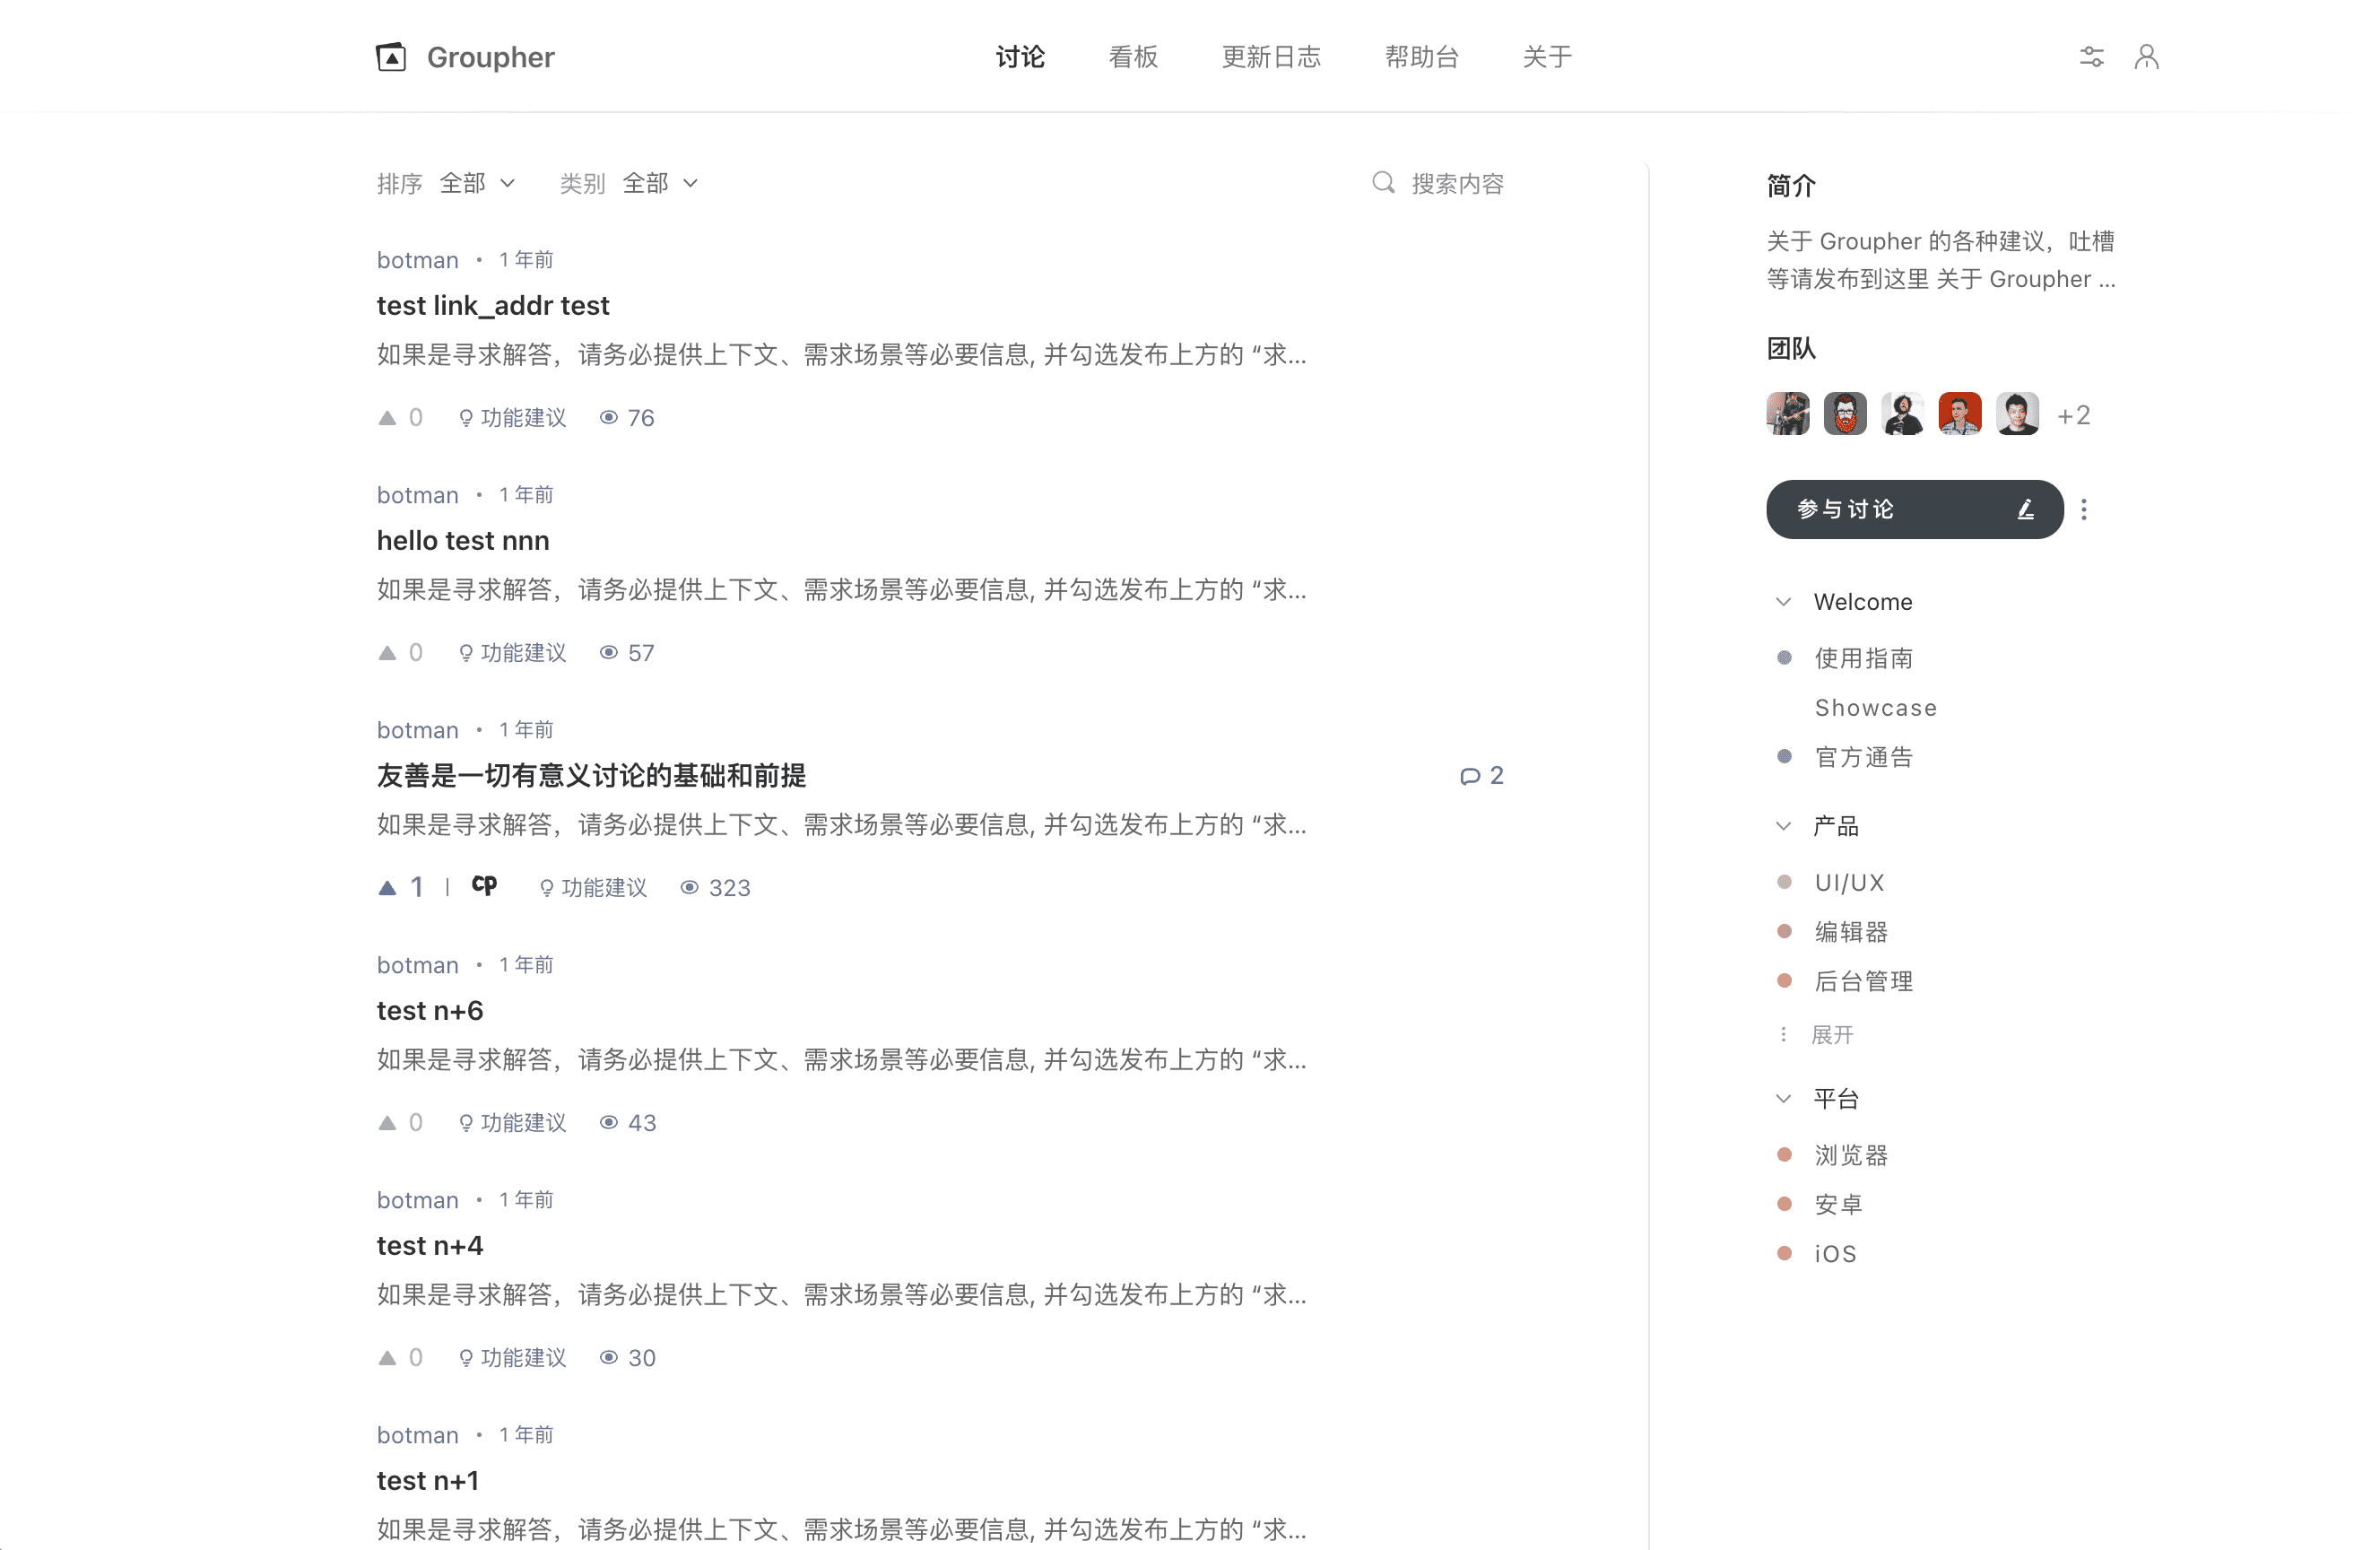 Groupher
讨论 看板 更新日志 帮助台 关于
排序 全部 类别 全部 搜索内容
botman • 1 年前
test link_addr test
如果是寻求解答，请务必提供上下文、需求场景等必要信息, 并勾选发布上方的 “求...
0 功能建议 76
botman • 1 年前
hello test nnn
如果是寻求解答，请务必提供上下文、需求场景等必要信息, 并勾选发布上方的 “求...
0 功能建议 57
botman • 1 年前
友善是一切有意义讨论的基础和前提 2
如果是寻求解答，请务必提供上下文、需求场景等必要信息, 并勾选发布上方的 “求...
1 | CP 功能建议 323
botman • 1 年前
test n+6
如果是寻求解答，请务必提供上下文、需求场景等必要信息, 并勾选发布上方的 “求...
0 功能建议 43
botman • 1 年前
test n+4
如果是寻求解答，请务必提供上下文、需求场景等必要信息, 并勾选发布上方的 “求...
0 功能建议 30
botman • 1 年前
test n+1
如果是寻求解答，请务必提供上下文、需求场景等必要信息, 并勾选发布上方的 “求...
简介
关于 Groupher 的各种建议，吐槽
等请发布到这里 关于 Groupher ...
团队
+2
参与讨论
Welcome
使用指南
Showcase
官方通告
产品
UI/UX
编辑器
后台管理
展开
平台
浏览器
安卓
iOS